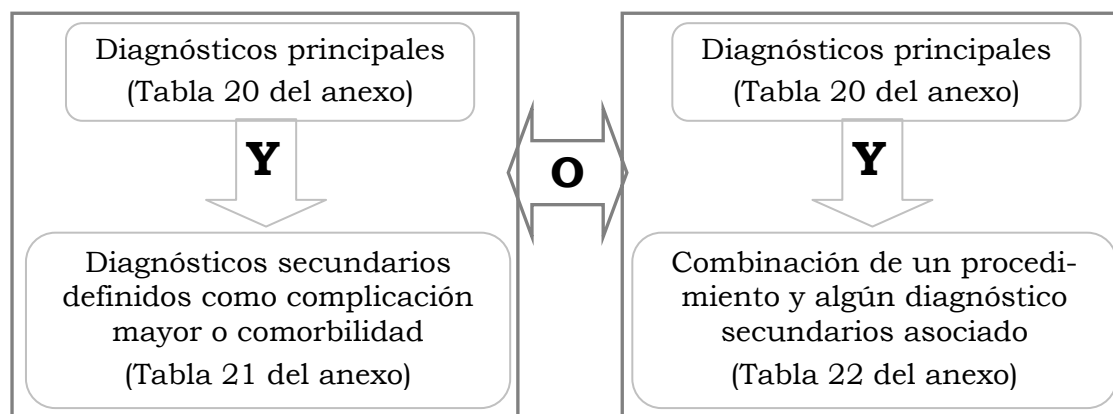 Diagnósticos principales
(Tabla 20 del anexo)
Y
Diagnósticos secundarios
definidos como complicación
mayor o comorbilidad
(Tabla 21 del anexo)
O
Diagnósticos principales
(Tabla 20 del anexo)
Y
Combinación de un procedi-
miento y algún diagnóstico
secundarios asociado
(Tabla 22 del anexo)